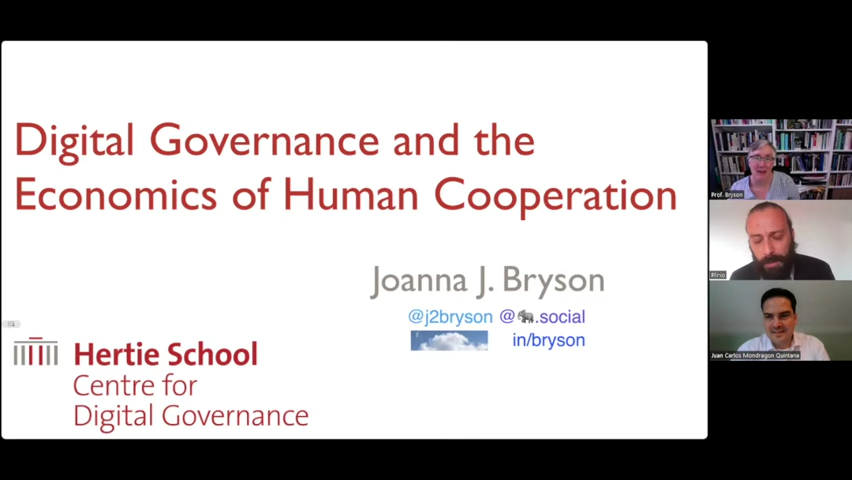 Digital Governance and the
Economics of Human Cooperation
Joanna J. Bryson
@j2bryson @🐘.social
in/bryson
Hertie School
Centre for
Digital Governance
Prof. Bryson
Plinio
Juan Carlos Mondragon Quintana